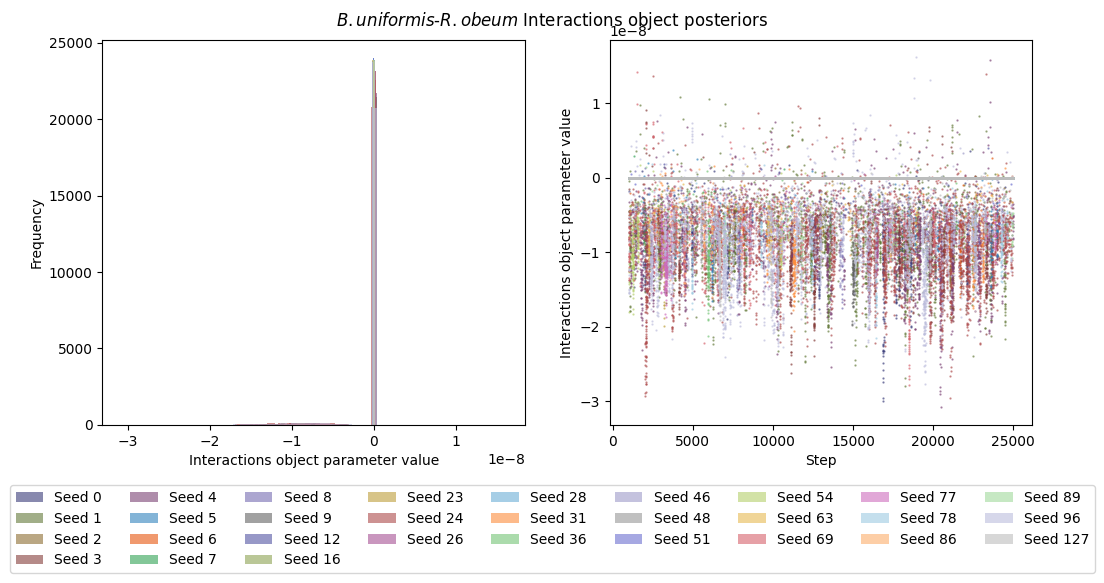 B.uniformis-R.obeum Interactions object posteriors
25000
20000
15000
10000
5000
0
Frequency
−3 −2 −1 0 1
1e−8
Interactions object parameter value
1e−8
1
0
−1
−2
−3
Interactions object parameter value
0 5000 10000 15000 20000 25000
Step
Seed 0 Seed 4 Seed 8 Seed 23 Seed 28 Seed 46 Seed 54 Seed 77 Seed 89
Seed 1 Seed 5 Seed 9 Seed 24 Seed 31 Seed 48 Seed 63 Seed 78 Seed 96
Seed 2 Seed 6 Seed 12 Seed 26 Seed 36 Seed 51 Seed 69 Seed 86 Seed 127
Seed 3 Seed 7 Seed 16